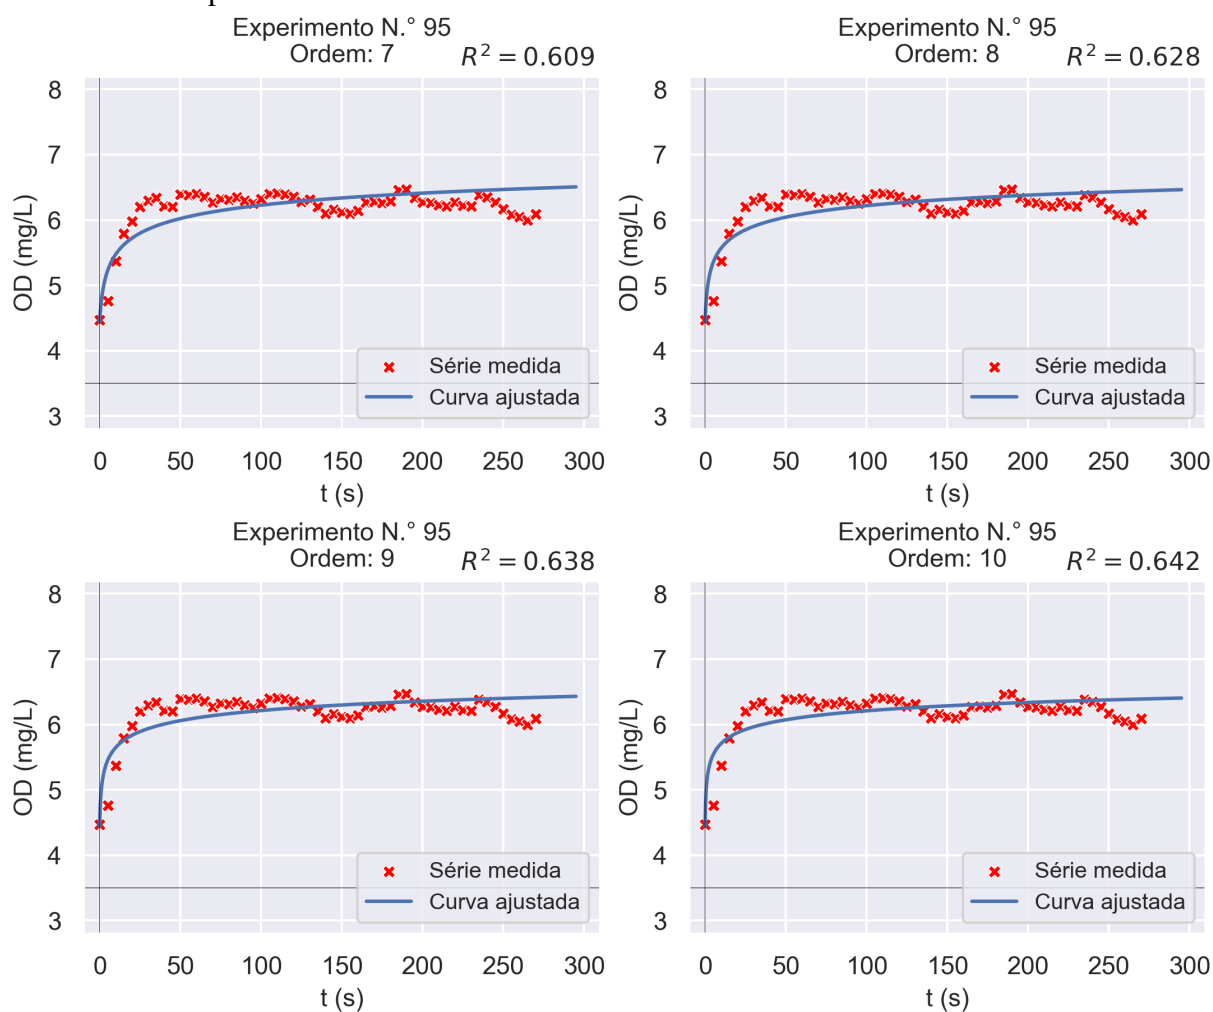 Experimento N.° 95
Ordem: 7
R² = 0.609
8
7
6
5
4
3
OD (mg/L)
Série medida
Curva ajustada
0 50 100 150 200 250 300
t (s)
Experimento N.° 95
Ordem: 8
R² = 0.628
8
7
6
5
4
3
OD (mg/L)
Série medida
Curva ajustada
0 50 100 150 200 250 300
t (s)
Experimento N.° 95
Ordem: 9
R² = 0.638
8
7
6
5
4
3
OD (mg/L)
Série medida
Curva ajustada
0 50 100 150 200 250 300
t (s)
Experimento N.° 95
Ordem: 10
R² = 0.642
8
7
6
5
4
3
OD (mg/L)
Série medida
Curva ajustada
0 50 100 150 200 250 300
t (s)